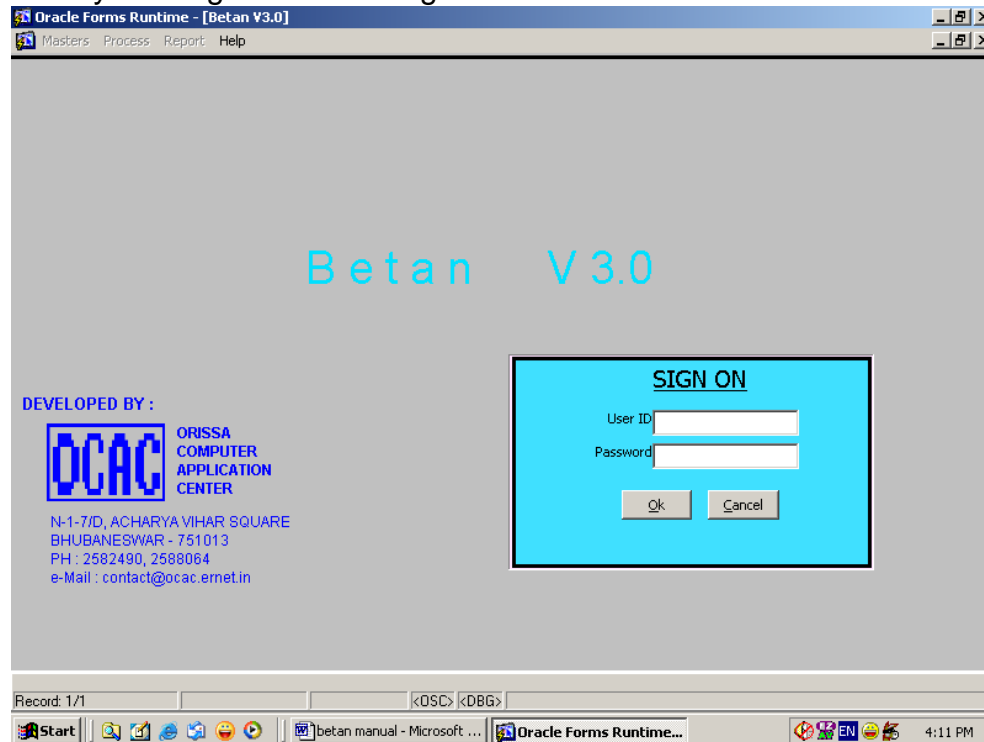 Oracle Forms Runtime - [Betan V3.0]
Masters Process Report Help
Betan V 3.0
SIGN ON
User ID
Password
Ok Cancel
DEVELOPED BY :
OCAC
ORISSA
COMPUTER
APPLICATION
CENTER
N-1-7/D, ACHARYA VIHAR SQUARE
BHUBANESWAR - 751013
PH : 2582490, 2588064
e-Mail : contact@ocac.ernet.in
Record: 1/1 <OSC> <DBG>
Start betan manual - Microsoft ... Oracle Forms Runtime... EN 4:11 PM